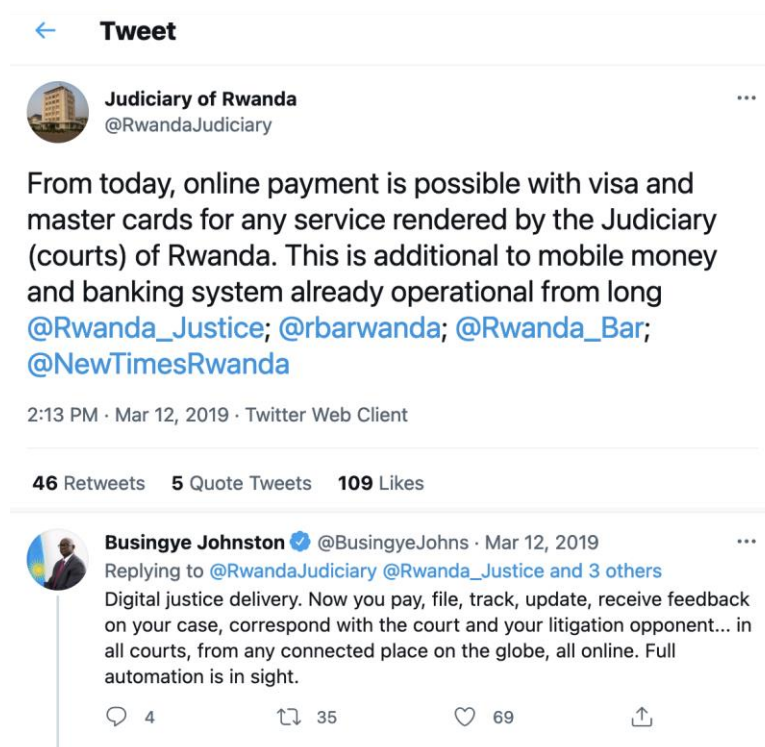 Tweet
Judiciary of Rwanda
@RwandaJudiciary
From today, online payment is possible with visa and
master cards for any service rendered by the Judiciary
(courts) of Rwanda. This is additional to mobile money
and banking system already operational from long
@Rwanda_Justice; @rbarwanda; @Rwanda_Bar;
@NewTimesRwanda
2:13 PM · Mar 12, 2019 · Twitter Web Client
46 Retweets 5 Quote Tweets 109 Likes
Busingye Johnston @BusingyeJohns · Mar 12, 2019
Replying to @RwandaJudiciary @Rwanda_Justice and 3 others
Digital justice delivery. Now you pay, file, track, update, receive feedback
on your case, correspond with the court and your litigation opponent... in
all courts, from any connected place on the globe, all online. Full
automation is in sight.
4 35 69